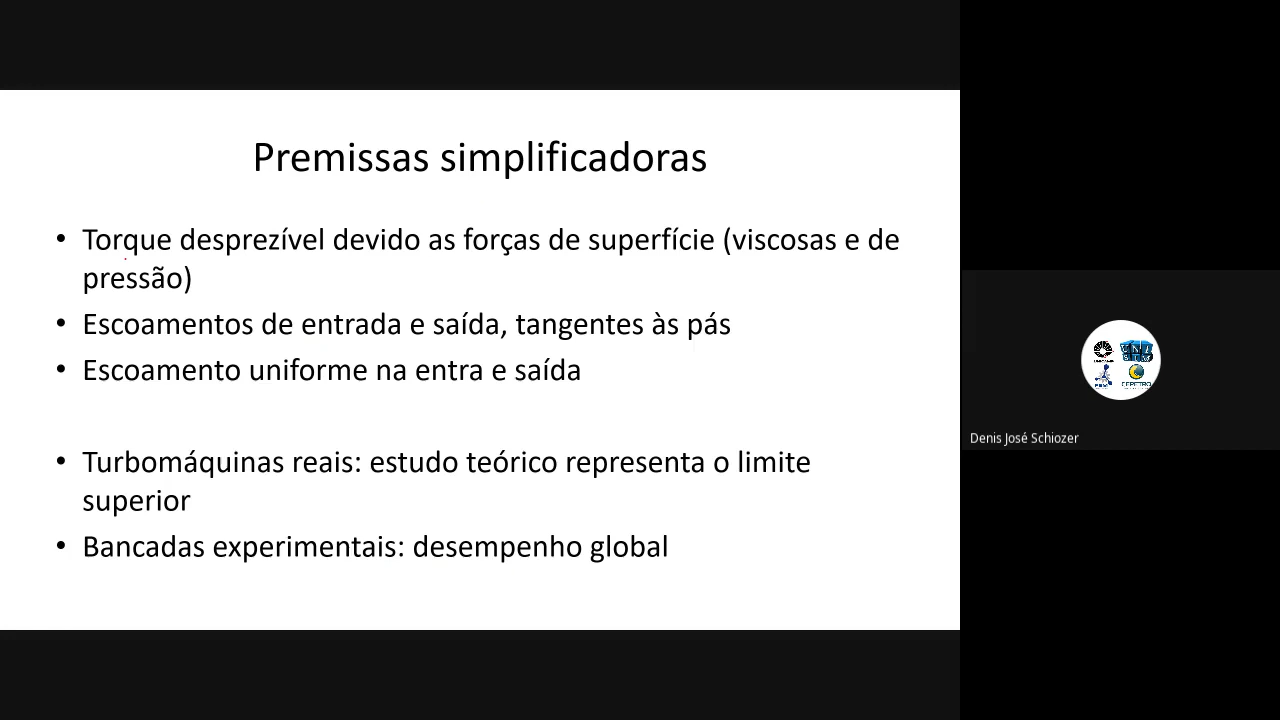 Premissas simplificadoras
• Torque desprezível devido as forças de superfície (viscosas e de
pressão)
• Escoamentos de entrada e saída, tangentes às pás
• Escoamento uniforme na entra e saída
• Turbomáquinas reais: estudo teórico representa o limite
superior
• Bancadas experimentais: desempenho global
Denis José Schiozer